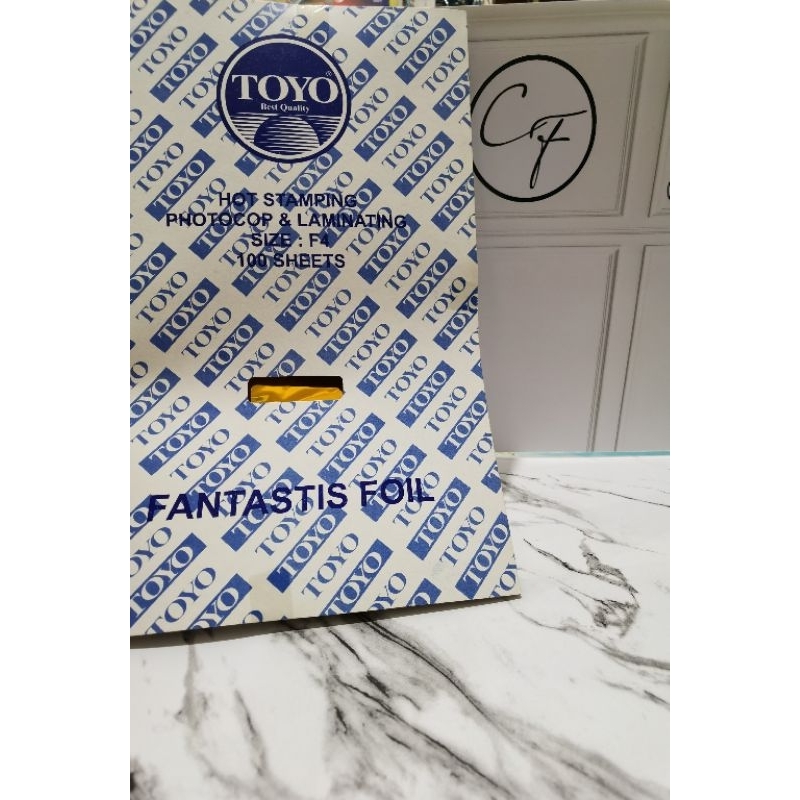 TOYO®
Best Quality
HOT STAMPING
PHOTOCOP & LAMINATING
SIZE : F4
100 SHEETS
FANTASTIS FOIL
CF